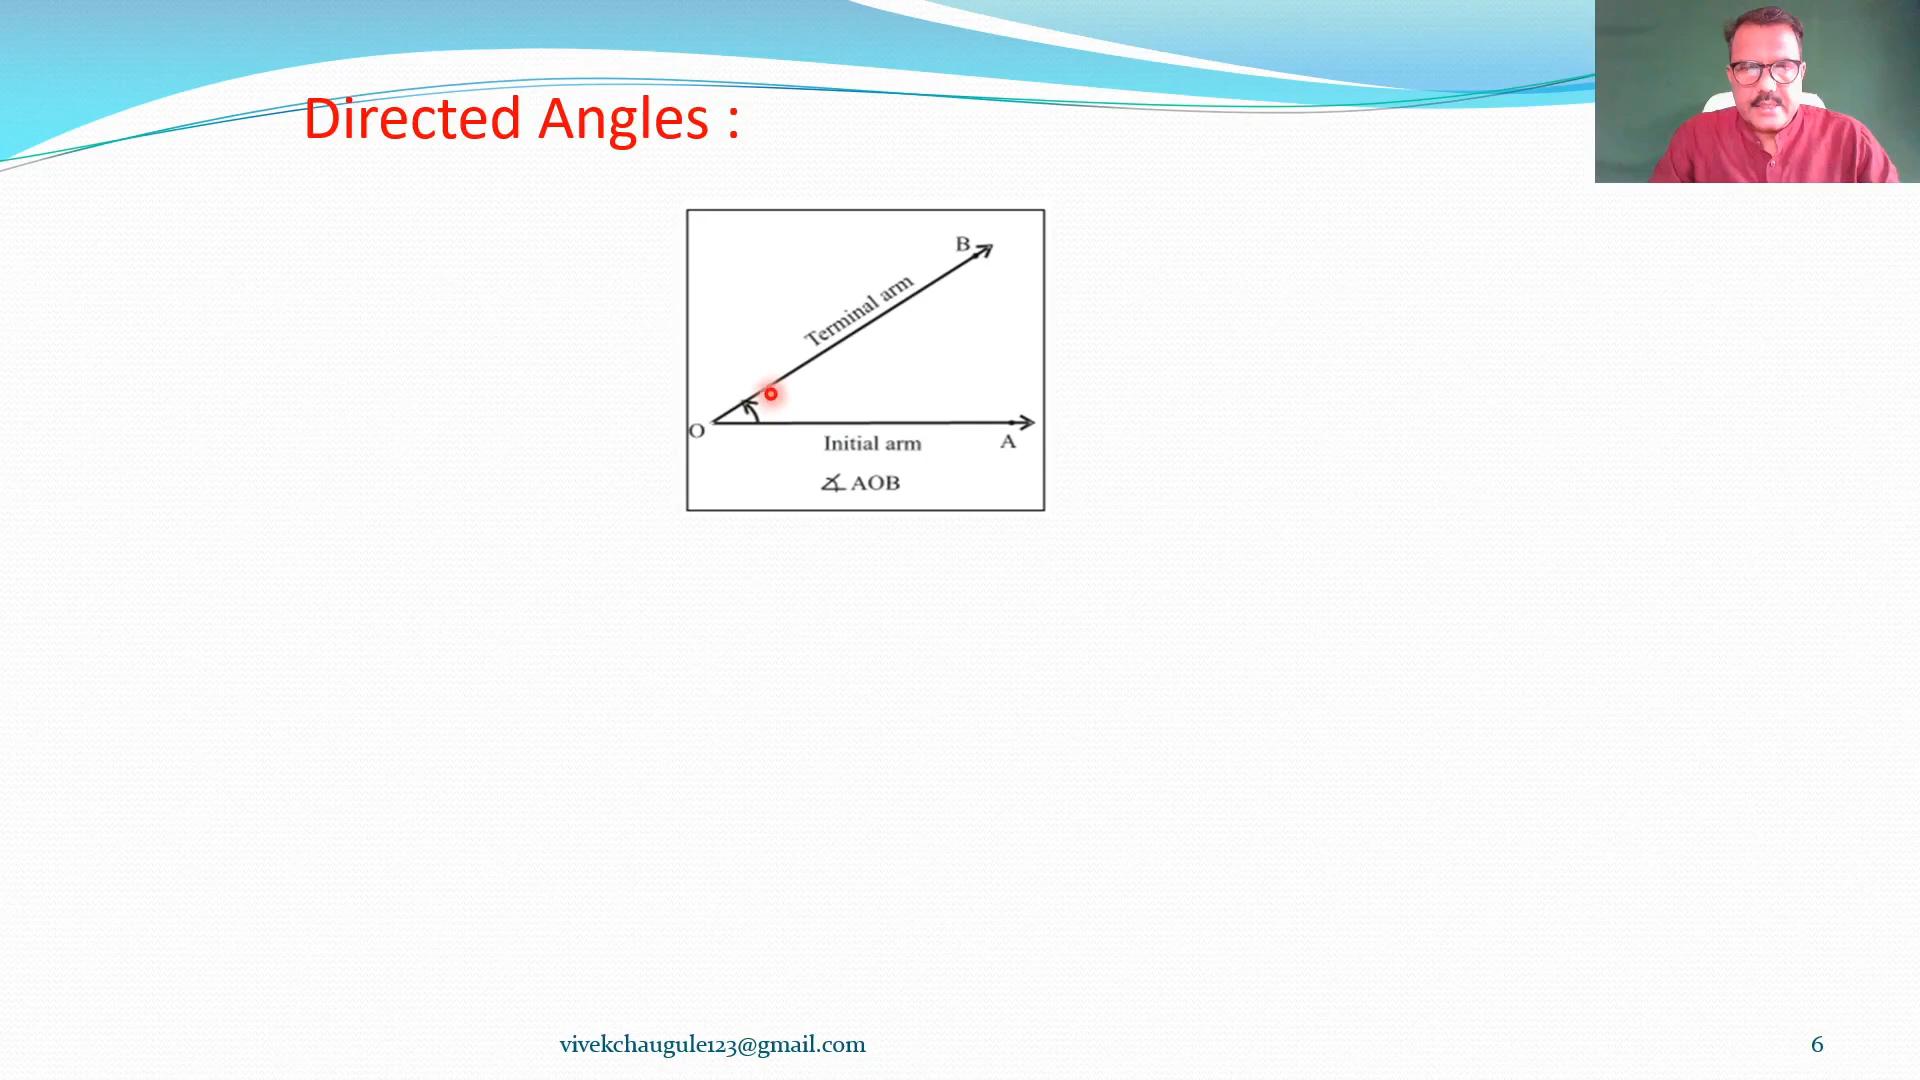 Directed Angles :
B
Terminal arm
O
Initial arm
A
∡ AOB
vivekchaugule123@gmail.com
6